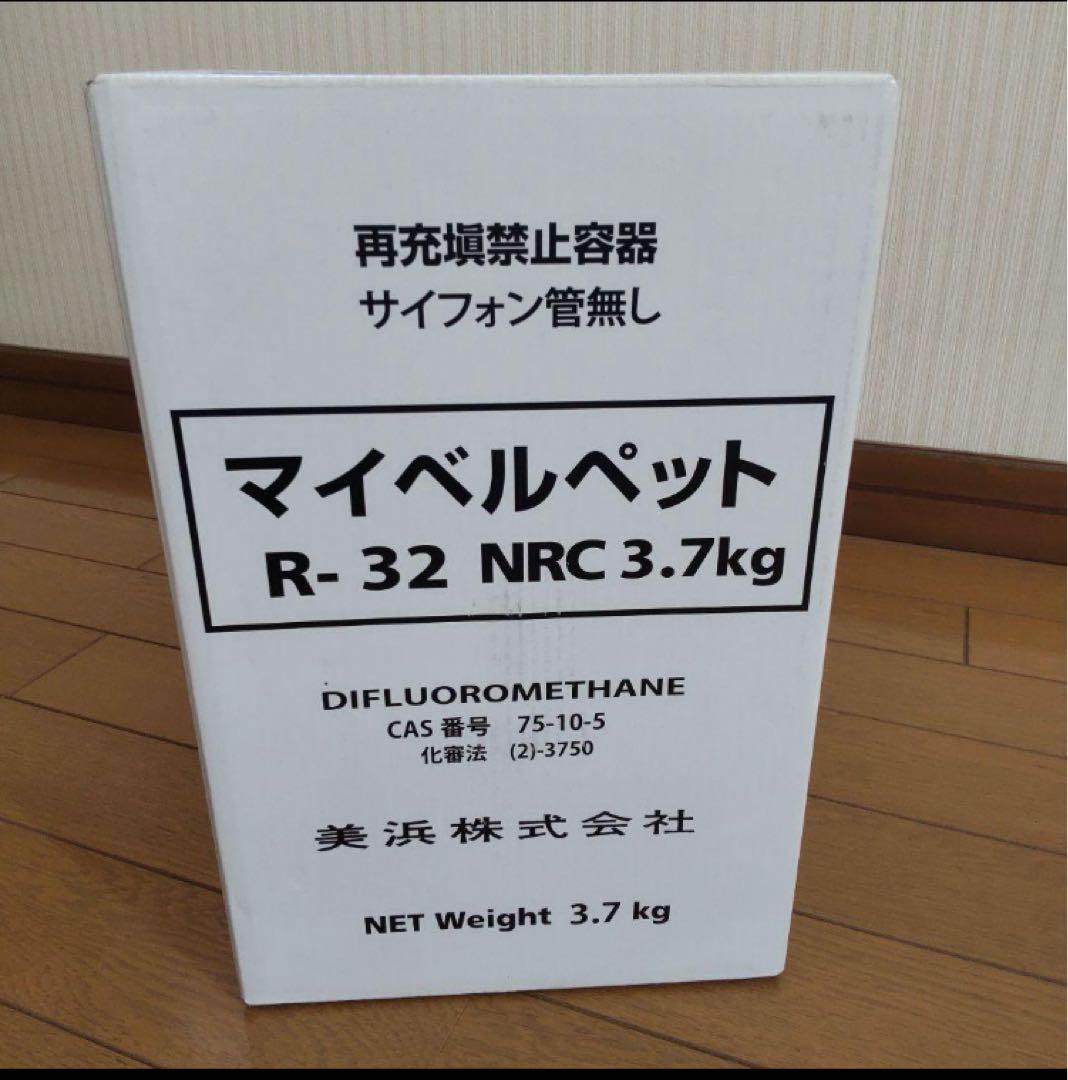 再充塡禁止容器
サイフォン管無し
マイベルペット
R- 32 NRC 3.7kg
DIFLUOROMETHANE
CAS 番号 75-10-5
化審法 (2)-3750
美浜株式会社
NET Weight 3.7 kg